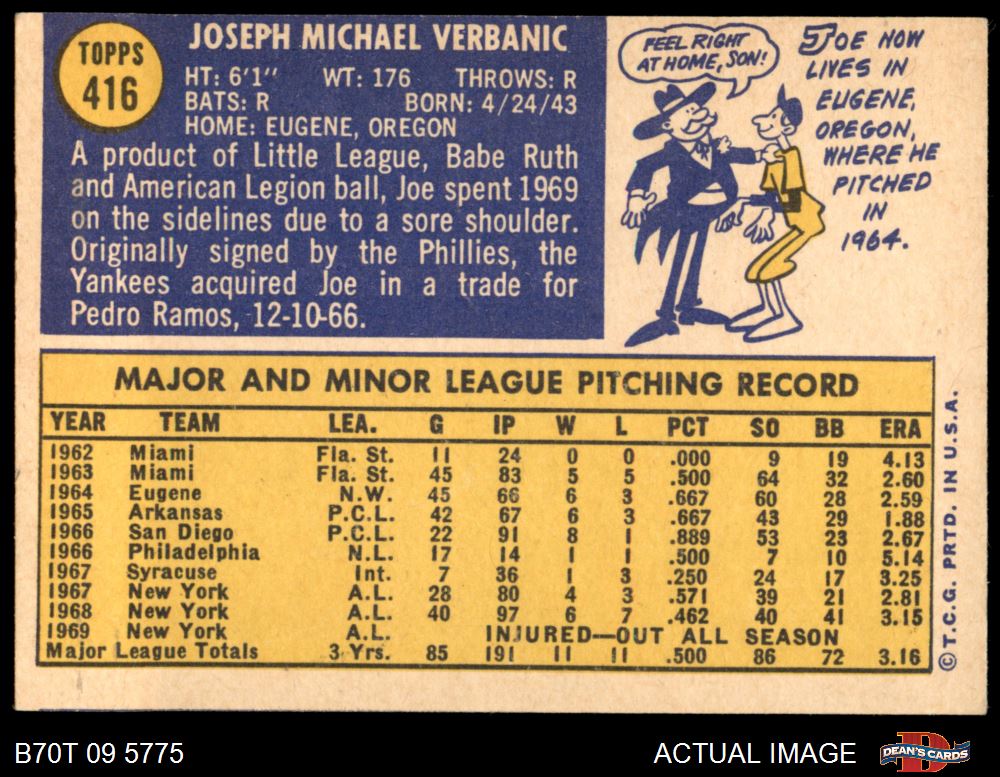 TOPPS
416
JOSEPH MICHAEL VERBANIC
HT: 6'1" WT: 176 THROWS: R
BATS: R BORN: 4/24/43
HOME: EUGENE, OREGON
A product of Little League, Babe Ruth
and American Legion ball, Joe spent 1969
on the sidelines due to a sore shoulder.
Originally signed by the Phillies, the
Yankees acquired Joe in a trade for
Pedro Ramos, 12-10-66.
FEEL RIGHT
AT HOME, SON!
JOE NOW
LIVES IN
EUGENE,
OREGON,
WHERE HE
PITCHED
IN
1964.
MAJOR AND MINOR LEAGUE PITCHING RECORD
YEAR TEAM LEA. G IP W L PCT SO BB ERA
1962 Miami Fla. St. 11 24 0 0 .000 9 19 4.13
1963 Miami Fla. St. 45 83 5 5 .500 64 32 2.60
1964 Eugene N.W. 45 66 6 3 .667 60 28 2.59
1965 Arkansas P.C.L. 42 67 6 3 .667 43 29 1.88
1966 San Diego P.C.L. 22 91 8 1 .889 53 23 2.67
1966 Philadelphia N.L. 17 14 1 1 .500 7 10 5.14
1967 Syracuse Int. 7 36 1 3 .250 24 17 3.25
1967 New York A.L. 28 80 4 3 .571 39 21 2.81
1968 New York A.L. 40 97 6 7 .462 40 41 3.15
1969 New York A.L. INJURED—OUT ALL SEASON
Major League Totals 3 Yrs. 85 191 11 11 .500 86 72 3.16
©T.C.G. PRTD. IN U.S.A.
B70T 09 5775
ACTUAL IMAGE
DEAN'S CARDS